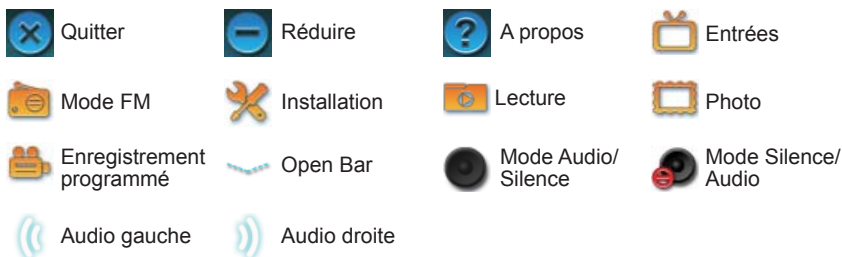 Quitter
Réduire
A propos
Entrées
Mode FM
Installation
Lecture
Photo
Enregistrement
programmé
Open Bar
Mode Audio/
Silence
Mode Silence/
Audio
Audio gauche
Audio droite